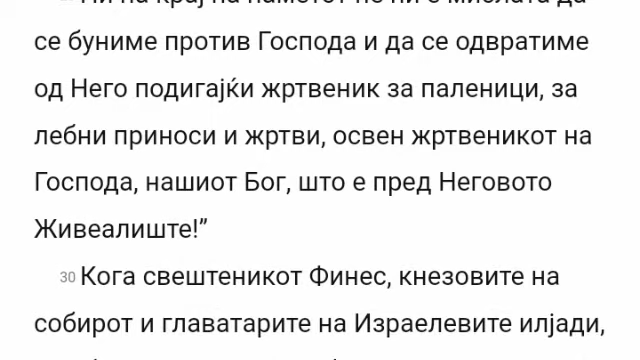 се буниме против Господа и да се одвратиме
од Него подигајќи жртвеник за паленици, за
лебни приноси и жртви, освен жртвеникот на
Господа, нашиот Бог, што е пред Неговото
Живеалиште!”
30 Кога свештеникот Финес, кнезовите на
собирот и главатарите на Израелевите илјади,